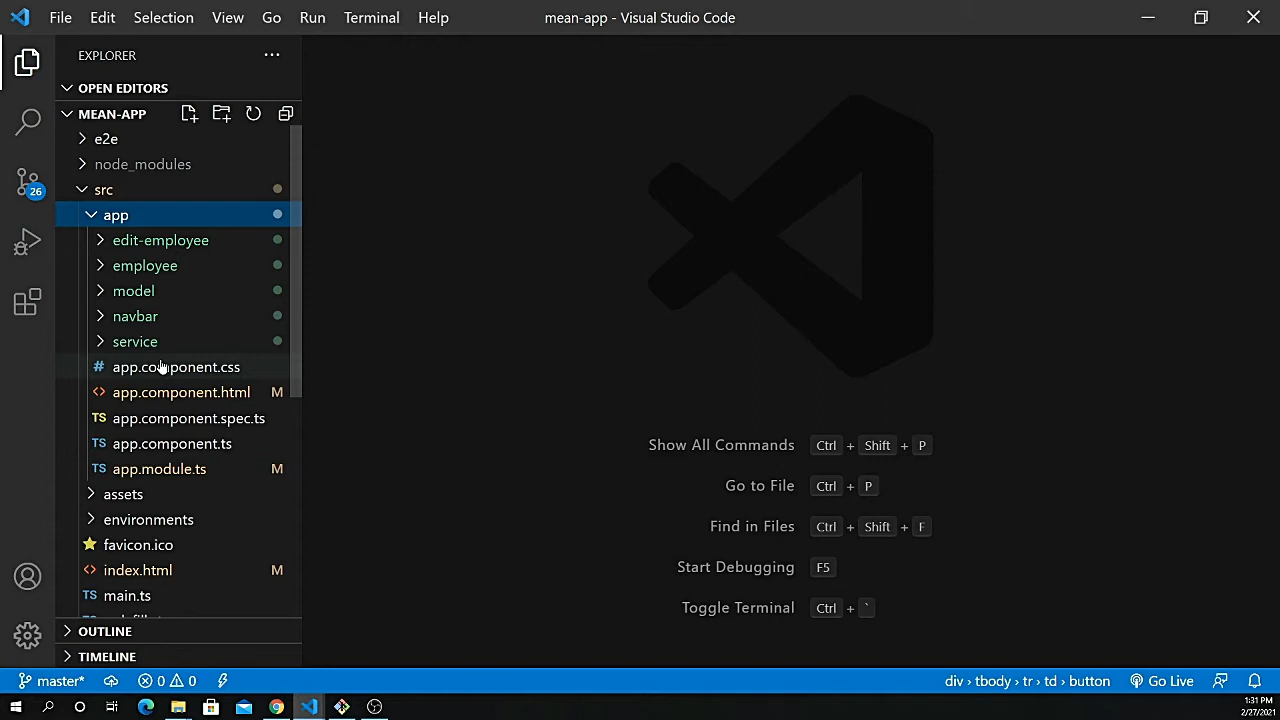 File Edit Selection View Go Run Terminal Help
mean-app - Visual Studio Code
EXPLORER
OPEN EDITORS
MEAN-APP
e2e
node_modules
src
app
edit-employee
employee
model
navbar
service
app.component.css
app.component.html M
app.component.spec.ts
app.component.ts
app.module.ts M
assets
environments
favicon.ico
index.html M
main.ts
OUTLINE
TIMELINE
26
Show All Commands Ctrl + Shift + P
Go to File Ctrl + P
Find in Files Ctrl + Shift + F
Start Debugging F5
Toggle Terminal Ctrl + `
master* 0 0
div › tbody › tr › td › button Go Live
1:31 PM
2/27/2021